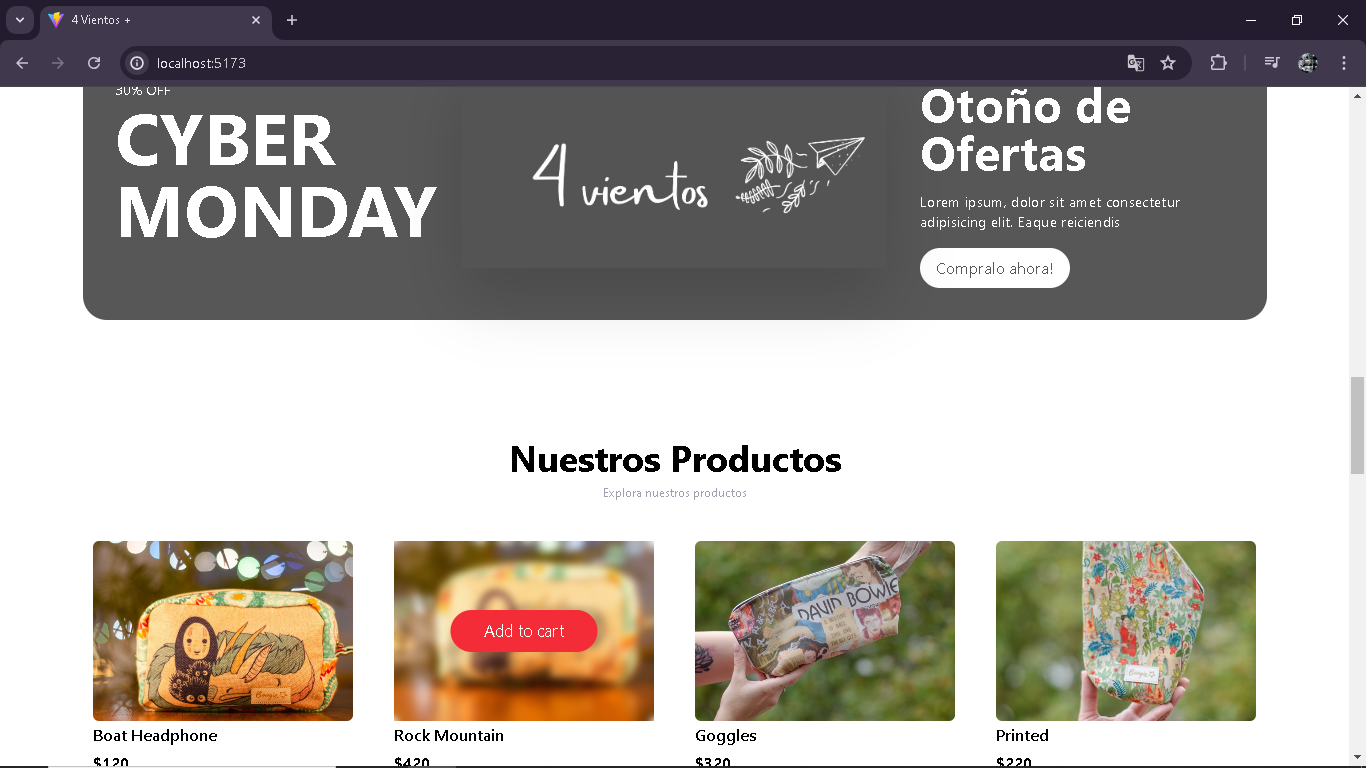 4 Vientos +
localhost:5173
30% OFF
CYBER
MONDAY
4 vientos
Otoño de
Ofertas
Lorem ipsum, dolor sit amet consectetur
adipisicing elit. Eaque reiciendis
Compralo ahora!
Nuestros Productos
Explora nuestros productos
Add to cart
DAVID BOWIE
Boat Headphone
Rock Mountain
Goggles
Printed
$120
$420
$320
$220